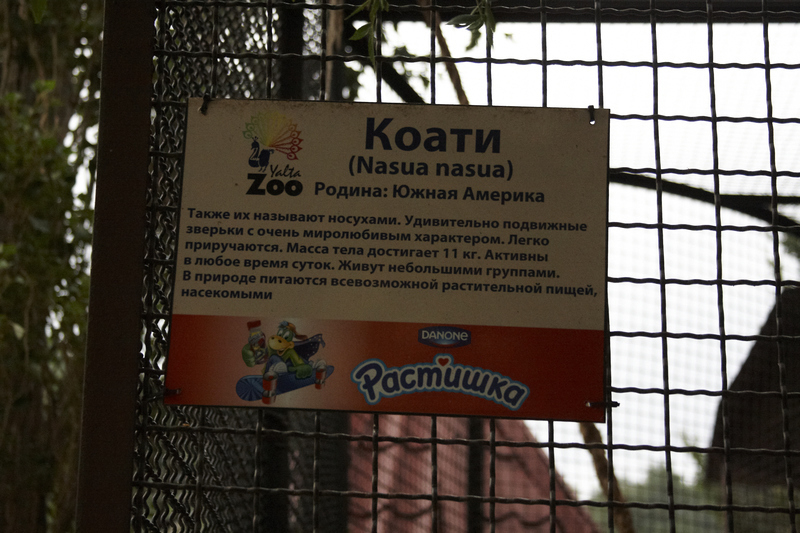 Коати
(Nasua nasua)
Yalta
Zoo
Родина: Южная Америка
Также их называют носухами. Удивительно подвижные
зверьки с очень миролюбивым характером. Легко
приручаются. Масса тела достигает 11 кг. Активны
в любое время суток. Живут небольшими группами.
В природе питаются всевозможной растительной пищей,
насекомыми
DANONE
Растишка